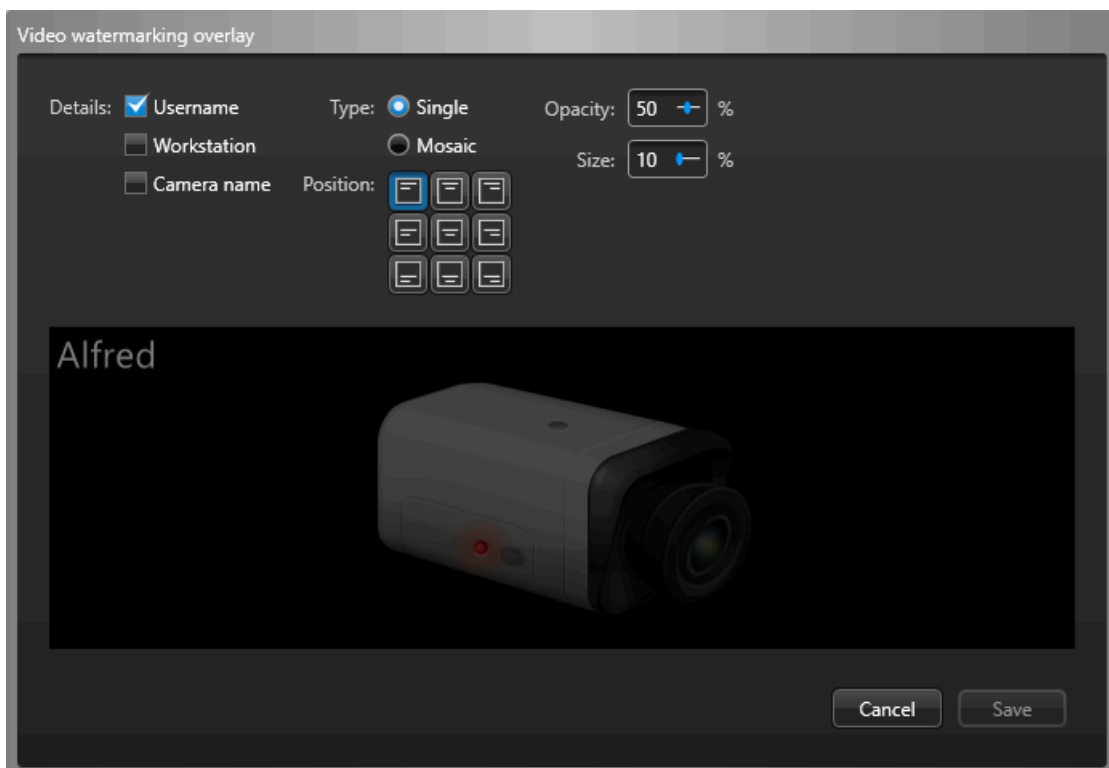 Video watermarking overlay
Details: Username Type: Single Opacity: 50 %
Workstation Mosaic Size: 10 %
Camera name Position:
Alfred
Cancel Save